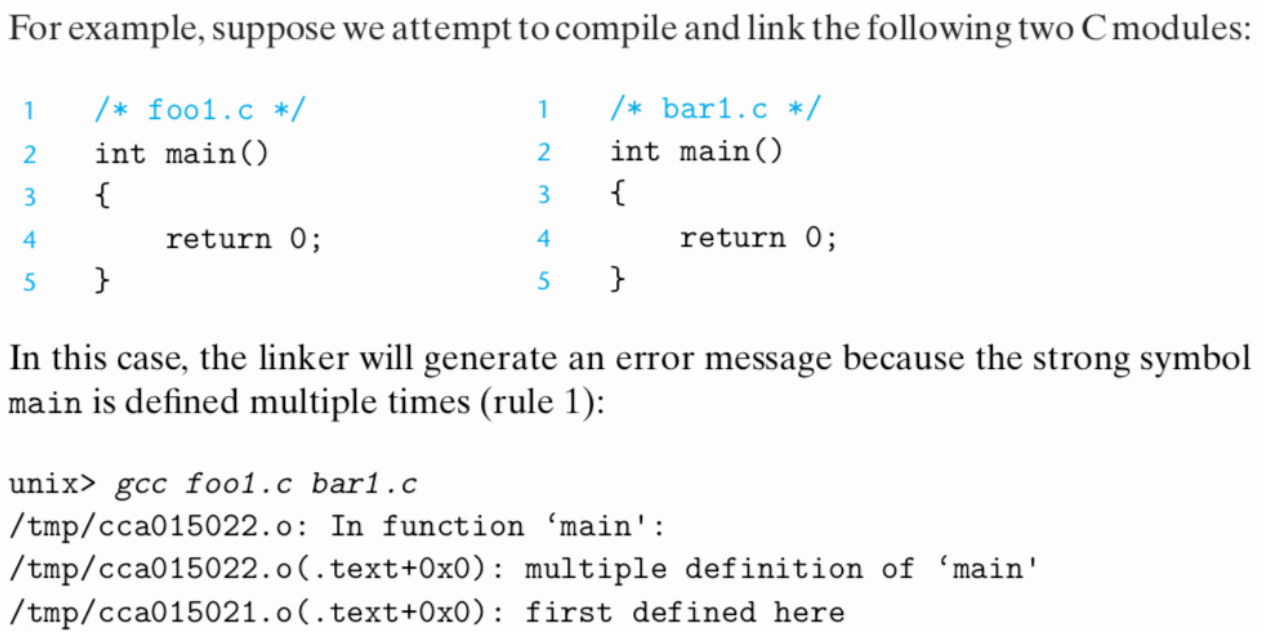 For example, suppose we attempt to compile and link the following two C modules:
1 /* foo1.c */
2 int main()
3 {
4 return 0;
5 }
1 /* bar1.c */
2 int main()
3 {
4 return 0;
5 }
In this case, the linker will generate an error message because the strong symbol
main is defined multiple times (rule 1):
unix> gcc foo1.c bar1.c
/tmp/cca015022.o: In function ‘main':
/tmp/cca015022.o(.text+0x0): multiple definition of ‘main'
/tmp/cca015021.o(.text+0x0): first defined here